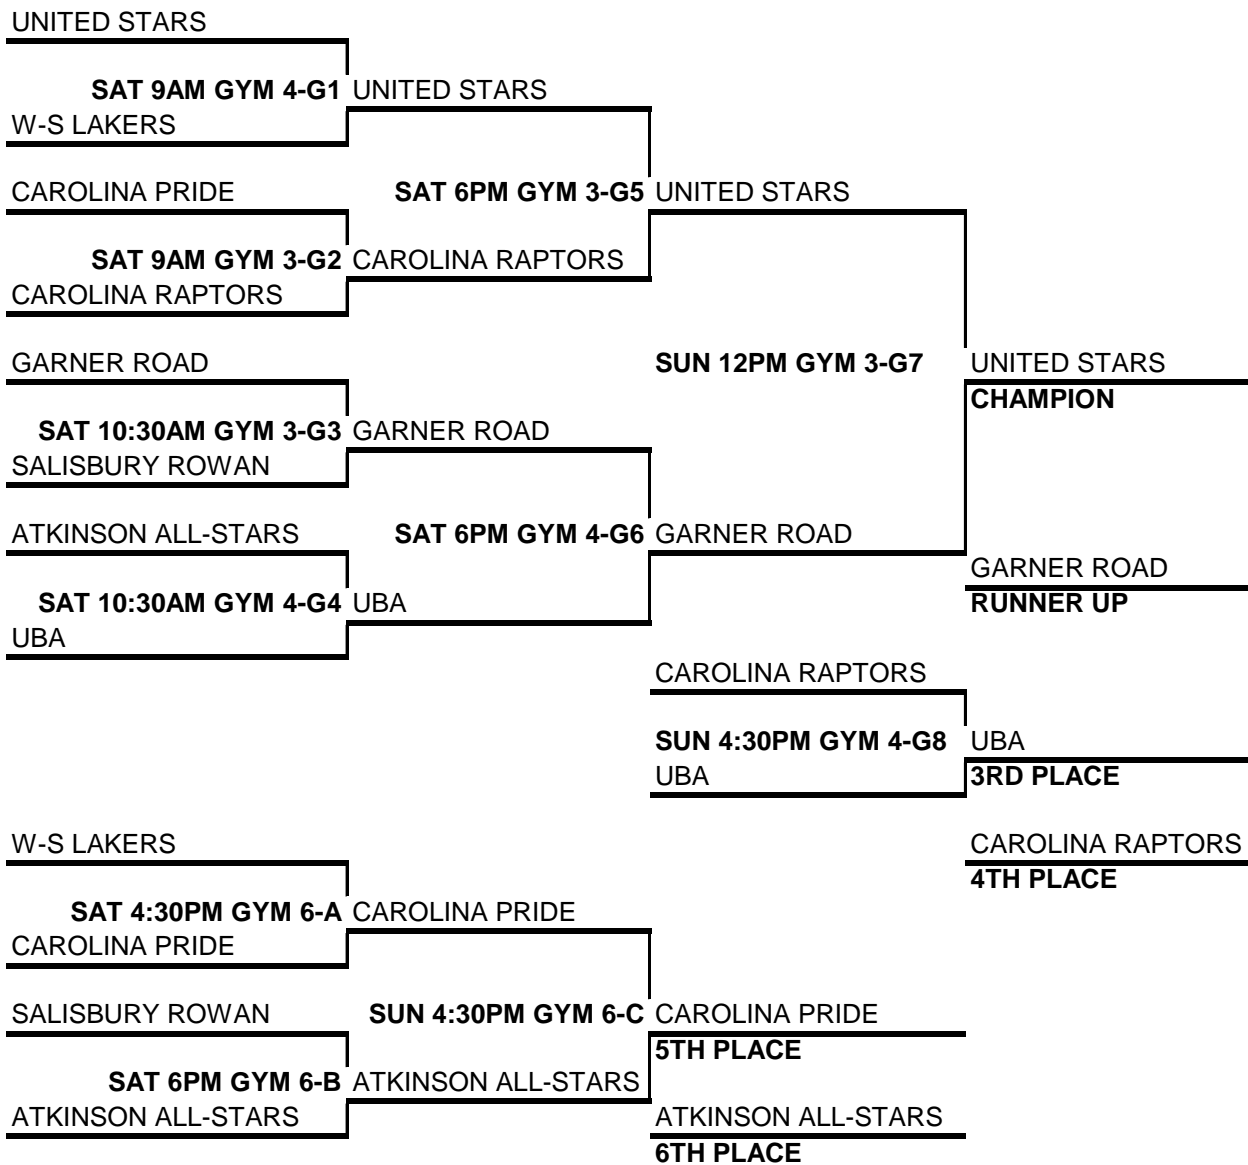 UNITED STARS
SAT 9AM GYM 4-G1 UNITED STARS
W-S LAKERS
CAROLINA PRIDE SAT 6PM GYM 3-G5 UNITED STARS
SAT 9AM GYM 3-G2 CAROLINA RAPTORS
CAROLINA RAPTORS
GARNER ROAD SUN 12PM GYM 3-G7 UNITED STARS
CHAMPION
SAT 10:30AM GYM 3-G3 GARNER ROAD
SALISBURY ROWAN
ATKINSON ALL-STARS SAT 6PM GYM 4-G6 GARNER ROAD
GARNER ROAD
SAT 10:30AM GYM 4-G4 UBA RUNNER UP
UBA
CAROLINA RAPTORS
SUN 4:30PM GYM 4-G8 UBA
UBA 3RD PLACE
W-S LAKERS CAROLINA RAPTORS
4TH PLACE
SAT 4:30PM GYM 6-A CAROLINA PRIDE
CAROLINA PRIDE
SALISBURY ROWAN SUN 4:30PM GYM 6-C CAROLINA PRIDE
5TH PLACE
SAT 6PM GYM 6-B ATKINSON ALL-STARS
ATKINSON ALL-STARS ATKINSON ALL-STARS
6TH PLACE